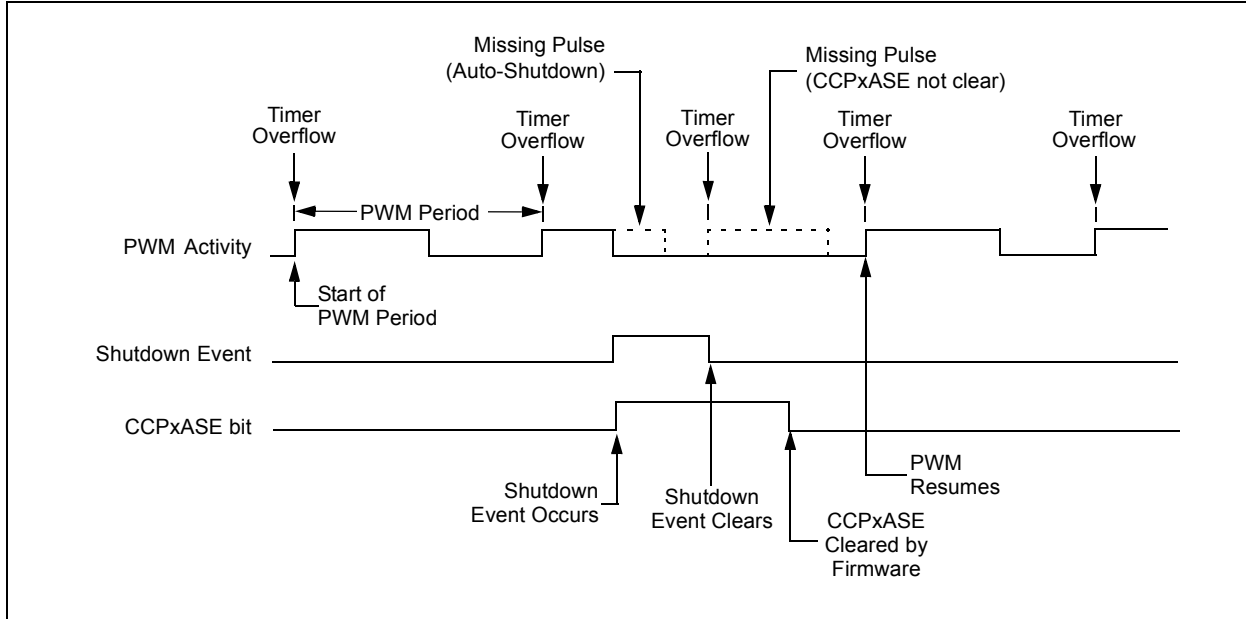 Missing Pulse
(Auto-Shutdown)
Missing Pulse
(CCPxASE not clear)
Timer
Overflow
Timer
Overflow
Timer
Overflow
Timer
Overflow
Timer
Overflow
PWM Period
PWM Activity
Start of
PWM Period
Shutdown Event
CCPxASE bit
Shutdown
Event Occurs
Shutdown
Event Clears
CCPxASE
Cleared by
Firmware
PWM
Resumes